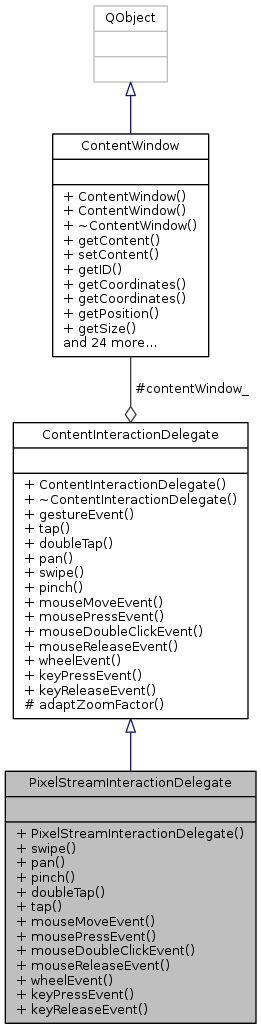 QObject
ContentWindow
+ ContentWindow()
+ ContentWindow()
+ ~ContentWindow()
+ getContent()
+ setContent()
+ getID()
+ getCoordinates()
+ getCoordinates()
+ getPosition()
+ getSize()
and 24 more...
#contentWindow_
ContentInteractionDelegate
+ ContentInteractionDelegate()
+ ~ContentInteractionDelegate()
+ gestureEvent()
+ tap()
+ doubleTap()
+ pan()
+ swipe()
+ pinch()
+ mouseMoveEvent()
+ mousePressEvent()
+ mouseDoubleClickEvent()
+ mouseReleaseEvent()
+ wheelEvent()
+ keyPressEvent()
+ keyReleaseEvent()
# adaptZoomFactor()
PixelStreamInteractionDelegate
+ PixelStreamInteractionDelegate()
+ swipe()
+ pan()
+ pinch()
+ doubleTap()
+ tap()
+ mouseMoveEvent()
+ mousePressEvent()
+ mouseDoubleClickEvent()
+ mouseReleaseEvent()
+ wheelEvent()
+ keyPressEvent()
+ keyReleaseEvent()